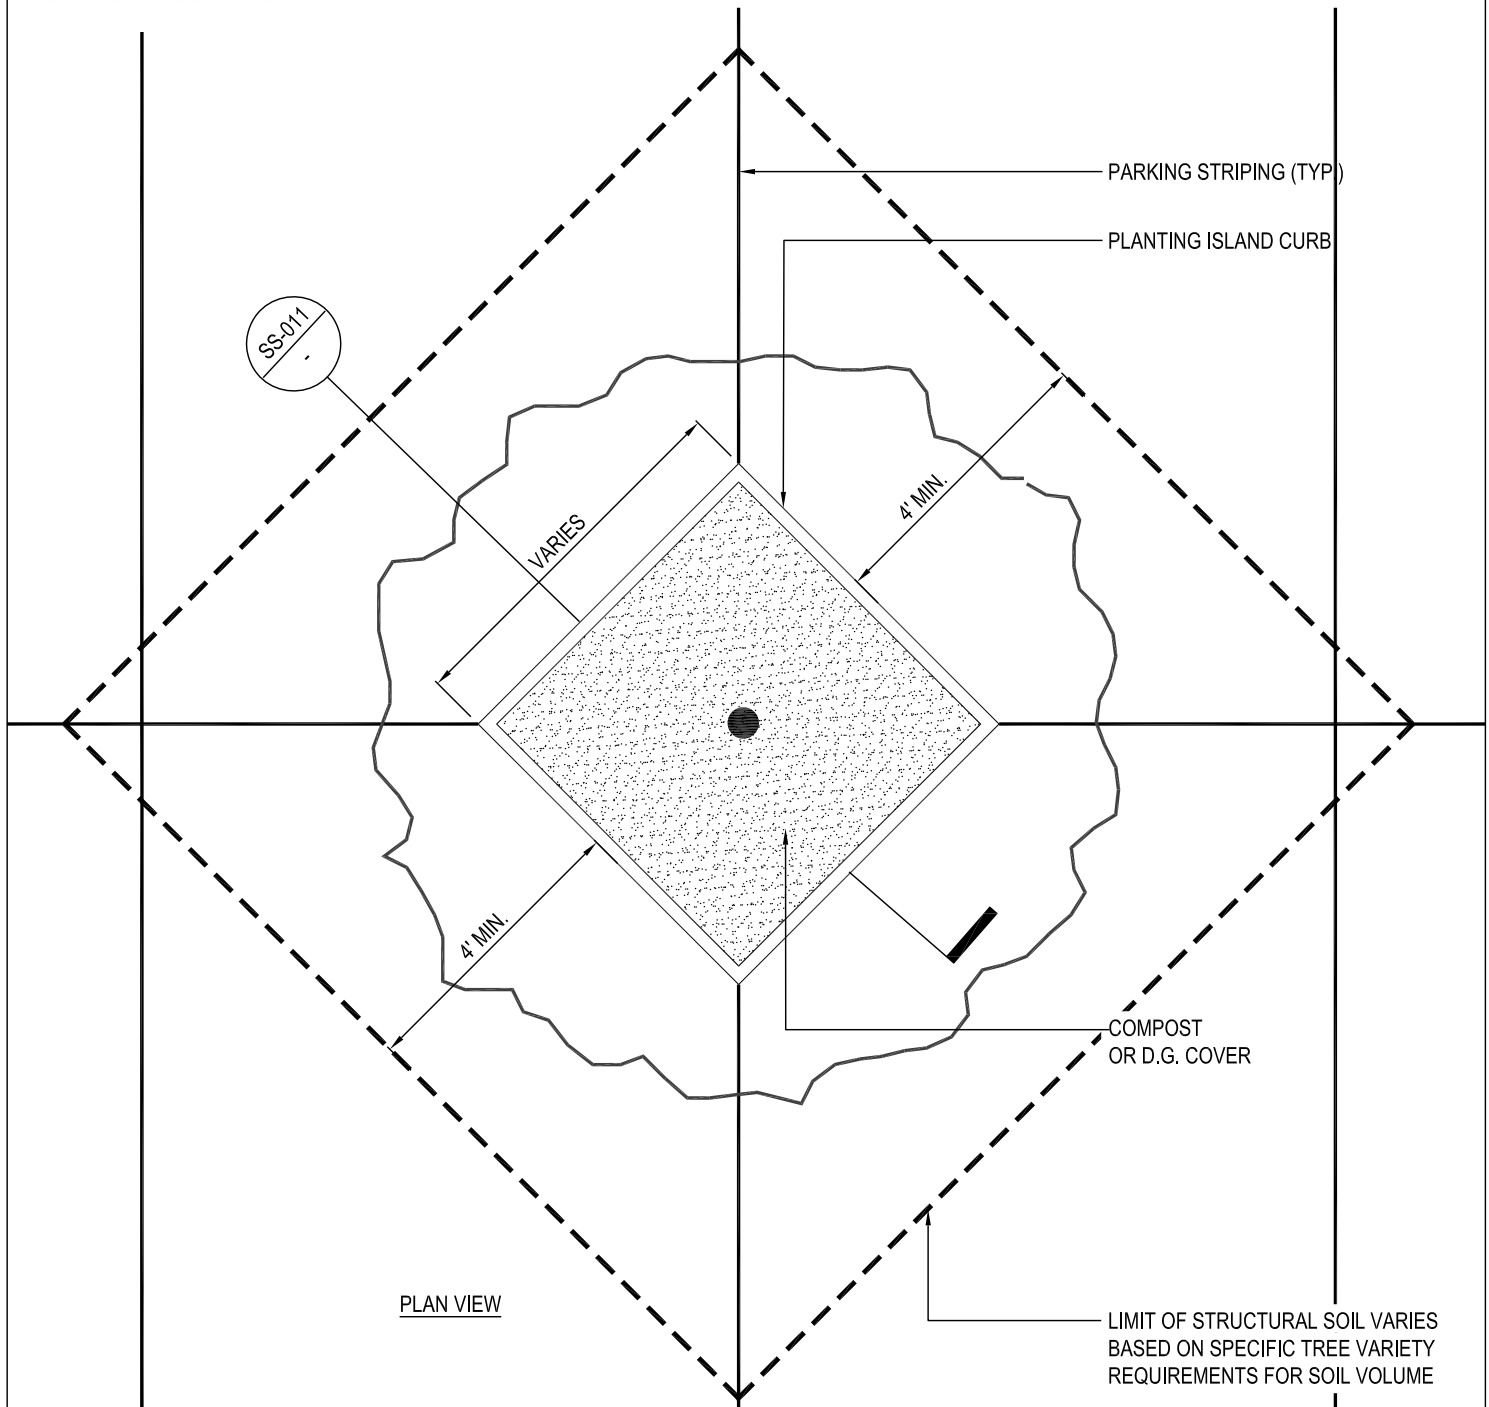 PARKING STRIPING (TYP.)
PLANTING ISLAND CURB
SS-011
-
VARIES
4' MIN.
4' MIN.
COMPOST
OR D.G. COVER
PLAN VIEW
LIMIT OF STRUCTURAL SOIL VARIES
BASED ON SPECIFIC TREE VARIETY
REQUIREMENTS FOR SOIL VOLUME